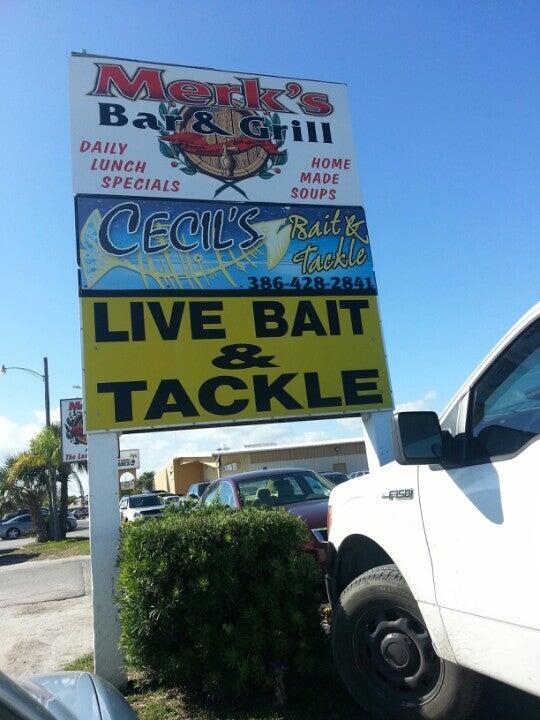 Merk's
Bar & Grill
DAILY
LUNCH
SPECIALS
HOME
MADE
SOUPS
CECIL'S
Bait &
Tackle
386-428-2841
LIVE BAIT
&
TACKLE
F150